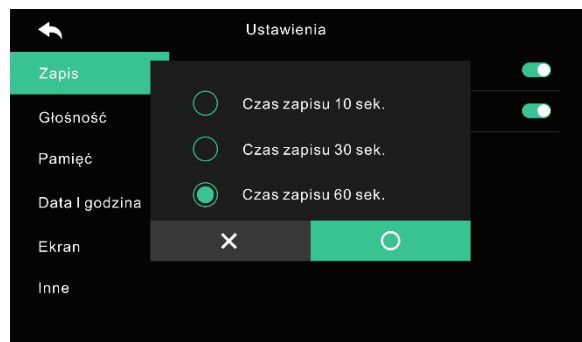 Ustawienia
Zapis
Czas zapisu 10 sek.
Głośność
Czas zapisu 30 sek.
Pamięć
Czas zapisu 60 sek.
Data I godzina
Ekran
Inne